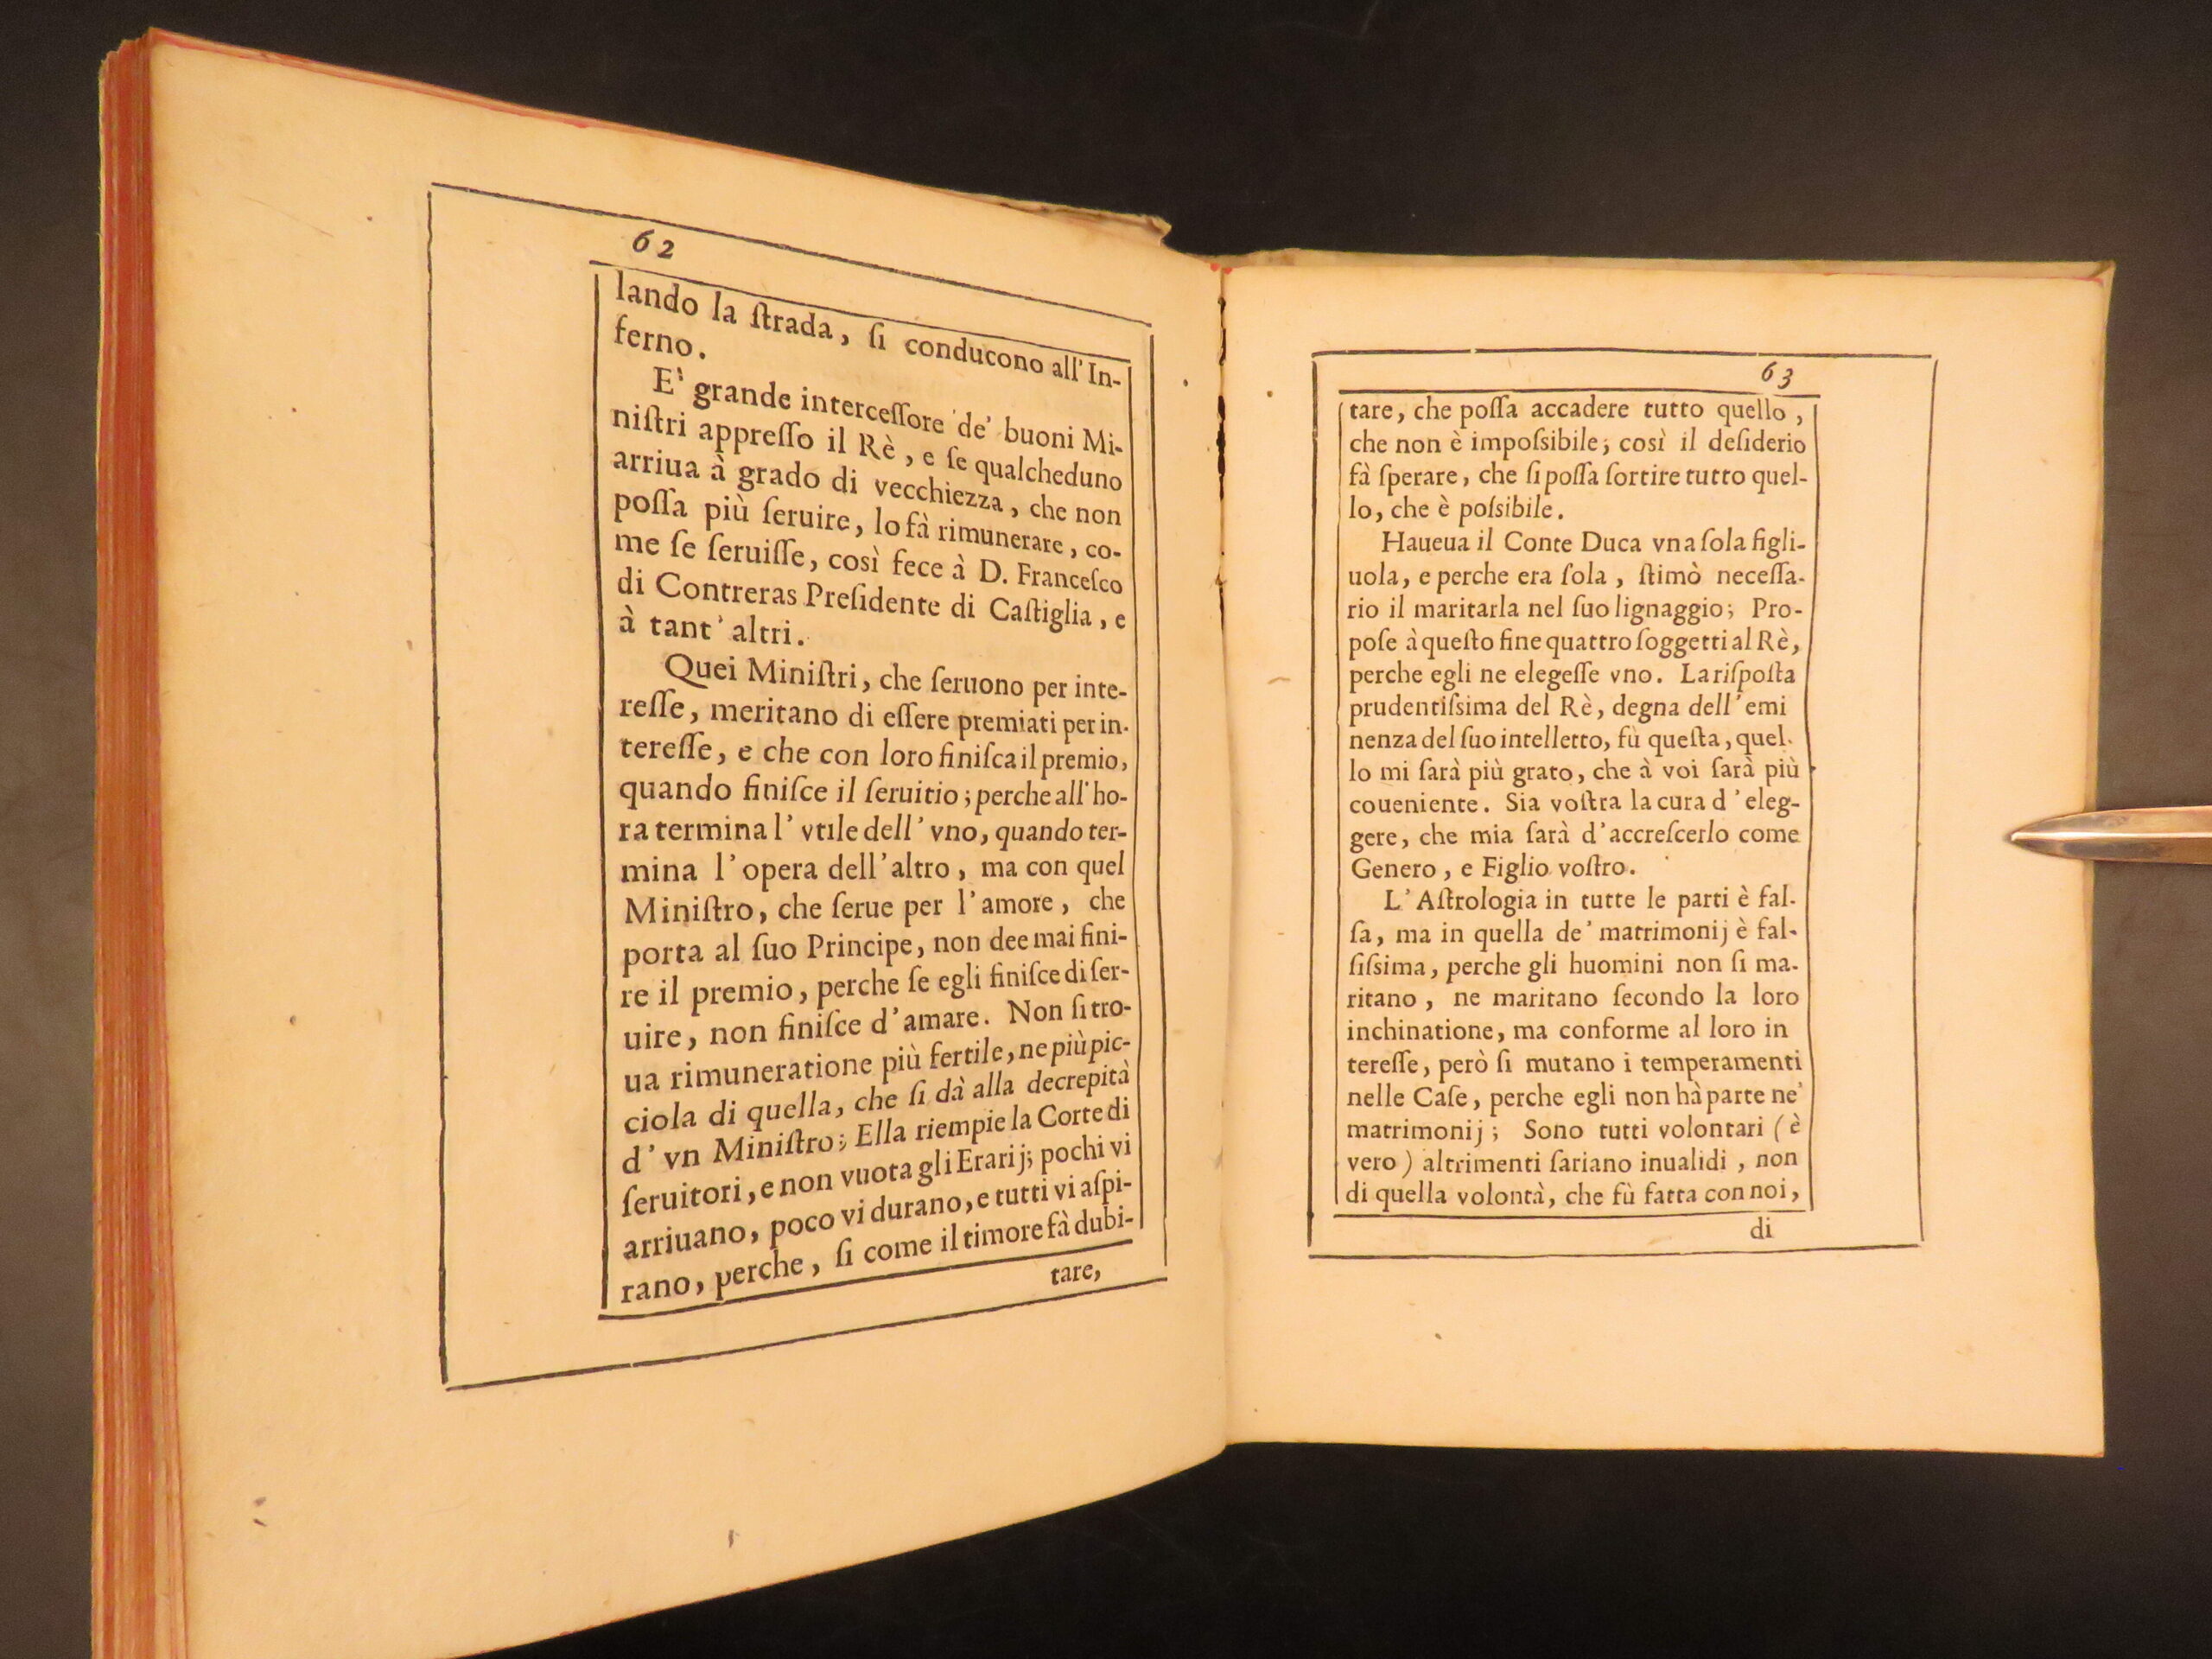 62
lando la ſtrada, ſi conducono all' In-
ferno.
E' grande interceſſore de' buoni Mi-
niſtri appreſſo il Rè, e ſe qualcheduno
arriua à grado di vecchiezza, che non
poſſa più ſeruire, lo fà rimunerare, co-
me ſe ſeruiſſe, così fece à D. Franceſco
di Contreras Preſidente di Caſtiglia, e
à tant' altri.
Quei Miniſtri, che ſeruono per inte-
reſſe, meritano di eſſere premiati per in-
tereſſe, e che con loro finiſca il premio,
quando finiſce il ſeruitio; perche all' ho-
ra termina l' vtile dell' vno, quando ter-
mina l' opera dell' altro, ma con quel
Miniſtro, che ſerue per l' amore, che
porta al ſuo Principe, non dee mai fini-
re il premio, perche ſe egli finiſce di ſer-
uire, non finiſce d' amare. Non ſi tro-
ua rimuneratione più fertile, ne più pic-
ciola di quella, che ſi dà alla decrepità
d' vn Miniſtro; Ella riempie la Corte di
ſeruitori, e non vuota gli Erarij; pochi vi
arriuano, poco vi durano, e tutti vi aſpi-
rano, perche, ſi come il timore fà dubi-
tare,
63
tare, che poſſa accadere tutto quello,
che non è impoſsibile; così il deſiderio
fà ſperare, che ſi poſſa ſortire tutto quel-
lo, che è poſsibile.
Haueua il Conte Duca vna ſola figli-
uola, e perche era ſola, ſtimò neceſſa-
rio il maritarla nel ſuo lignaggio; Pro-
poſe à queſto fine quattro ſoggetti al Rè,
perche egli ne elegeſſe vno. La riſpoſta
prudentiſsima del Rè, degna dell' emi
nenza del ſuo intelletto, fù queſta, quel-
lo mi ſarà più grato, che à voi ſarà più
coueniente. Sia voſtra la cura d' eleg-
gere, che mia ſarà d' accreſcerlo come
Genero, e Figlio voſtro.
L' Aſtrologia in tutte le parti è fal-
ſa, ma in quella de' matrimonij è fal-
ſiſsima, perche gli huomini non ſi ma-
ritano, ne maritano ſecondo la loro
inchinatione, ma conforme al loro in
tereſſe, però ſi mutano i temperamenti
nelle Caſe, perche egli non hà parte ne'
matrimonij; Sono tutti volontari (è
vero) altrimenti ſariano inualidi, non
di quella volontà, che fù fatta con noi,
di